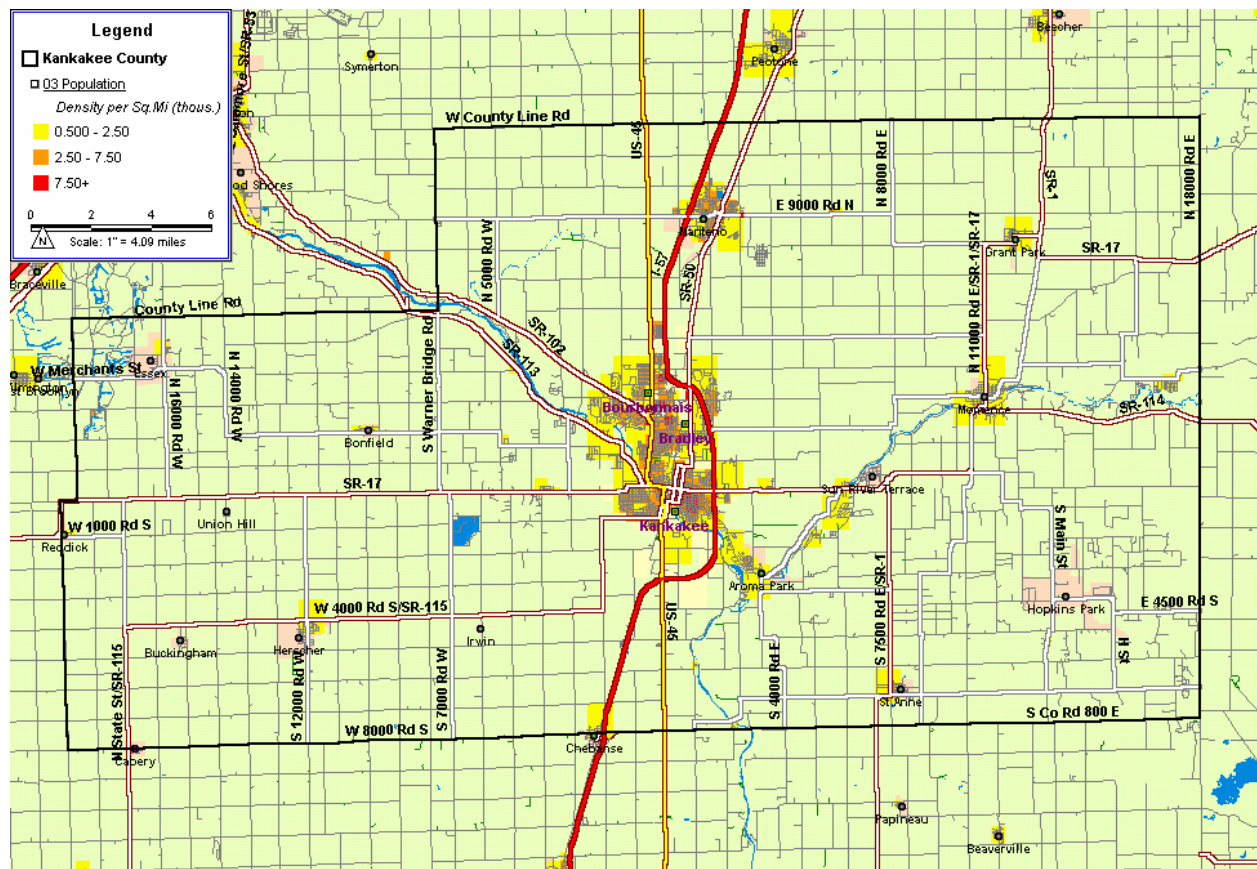 Legend
Kankakee County
03 Population
Density per Sq.Mi (thous.)
0.500 - 2.50
2.50 - 7.50
7.50+
0 2 4 6
N
Scale: 1" = 4.09 miles
Symerton
Peotone
Beecher
W County Line Rd
US-45
N 8000 Rd E
SR-1
N 18000 Rd E
E 9000 Rd N
Manteno
Grant Park
SR-17
N 5000 Rd W
I-57
SR-50
N 11000 Rd E/SR-1/SR-17
Braceville
County Line Rd
SR-102
SR-113
S Warner Bridge Rd
W Merchants St
Essex
N 14000 Rd W
N 16000 Rd W
Bonfield
Bourbonnais
Bradley
Momence
SR-114
SR-17
Sun River Terrace
Union Hill
W 1000 Rd S
Reddick
Kankakee
S Main St
Aroma Park
Hopkins Park
E 4500 Rd S
W 4000 Rd S/SR-115
Irwin
US-45
S 7500 Rd E/SR-1
Buckingham
Herscher
H St
N State St/SR-115
S 12000 Rd W
S 7000 Rd W
S 4000 Rd E
St Anne
S Co Rd 800 E
W 8000 Rd S
Chebanse
Cabery
Papineau
Beaverville